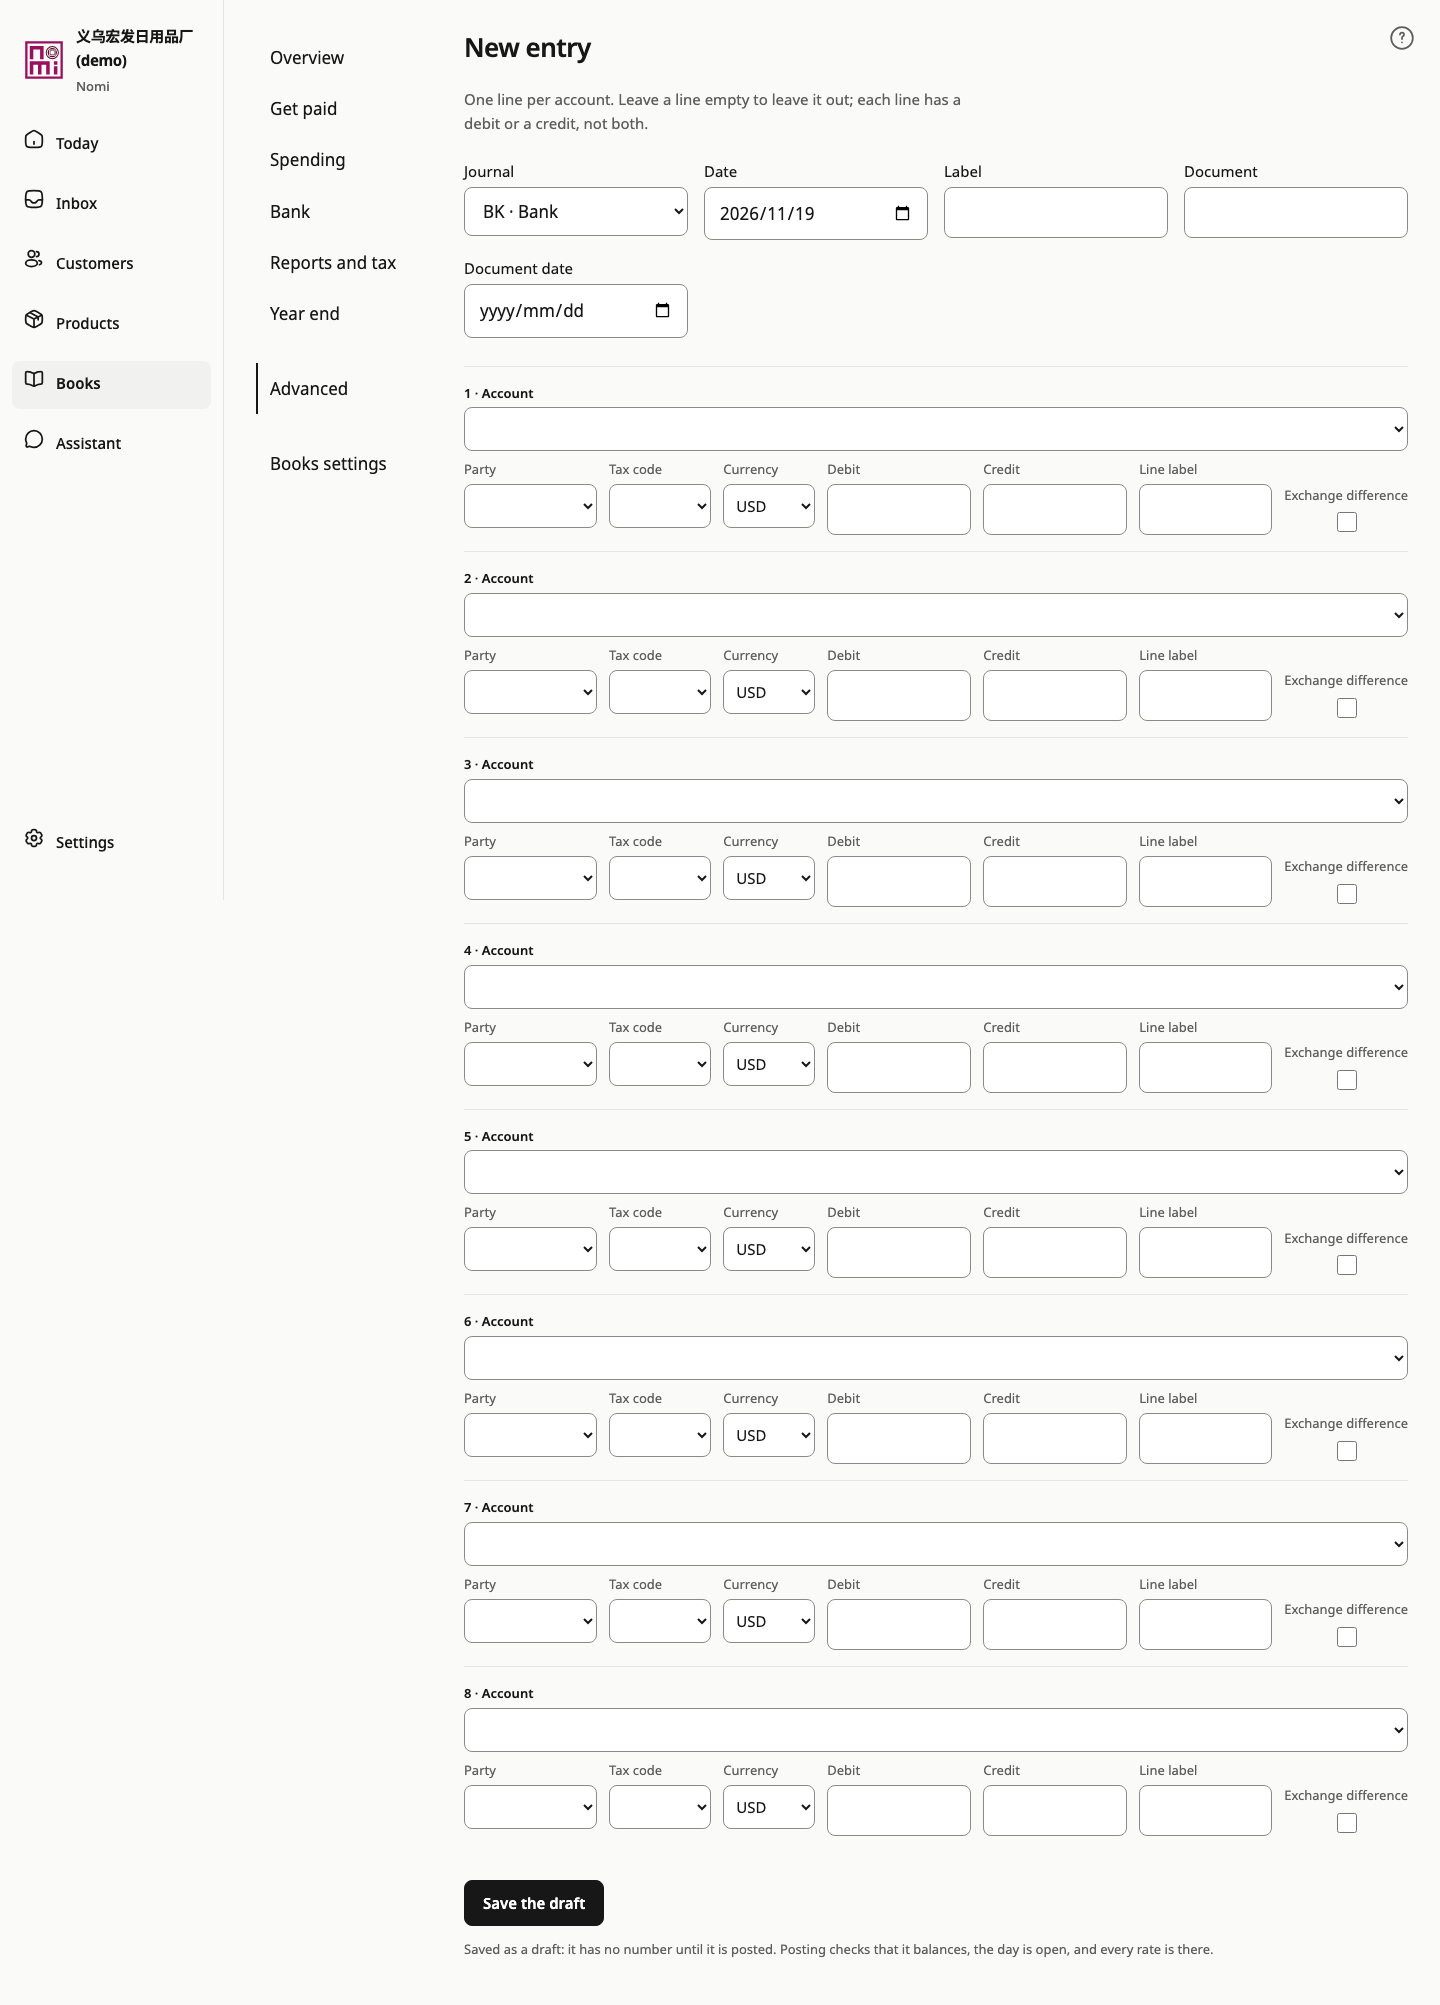 义乌宏发日用品厂
(demo)
Nomi
Today
Inbox
Customers
Products
Books
Assistant
Settings
Overview
Get paid
Spending
Bank
Reports and tax
Year end
Advanced
Books settings
New entry
One line per account. Leave a line empty to leave it out; each line has a
debit or a credit, not both.
Journal Date Label Document
BK · Bank 2026/11/19
Document date
yyyy/mm/dd
1 · Account
Party Tax code Currency Debit Credit Line label Exchange difference
USD
2 · Account
Party Tax code Currency Debit Credit Line label Exchange difference
USD
3 · Account
Party Tax code Currency Debit Credit Line label Exchange difference
USD
4 · Account
Party Tax code Currency Debit Credit Line label Exchange difference
USD
5 · Account
Party Tax code Currency Debit Credit Line label Exchange difference
USD
6 · Account
Party Tax code Currency Debit Credit Line label Exchange difference
USD
7 · Account
Party Tax code Currency Debit Credit Line label Exchange difference
USD
8 · Account
Party Tax code Currency Debit Credit Line label Exchange difference
USD
Save the draft
Saved as a draft: it has no number until it is posted. Posting checks that it balances, the day is open, and every rate is there.